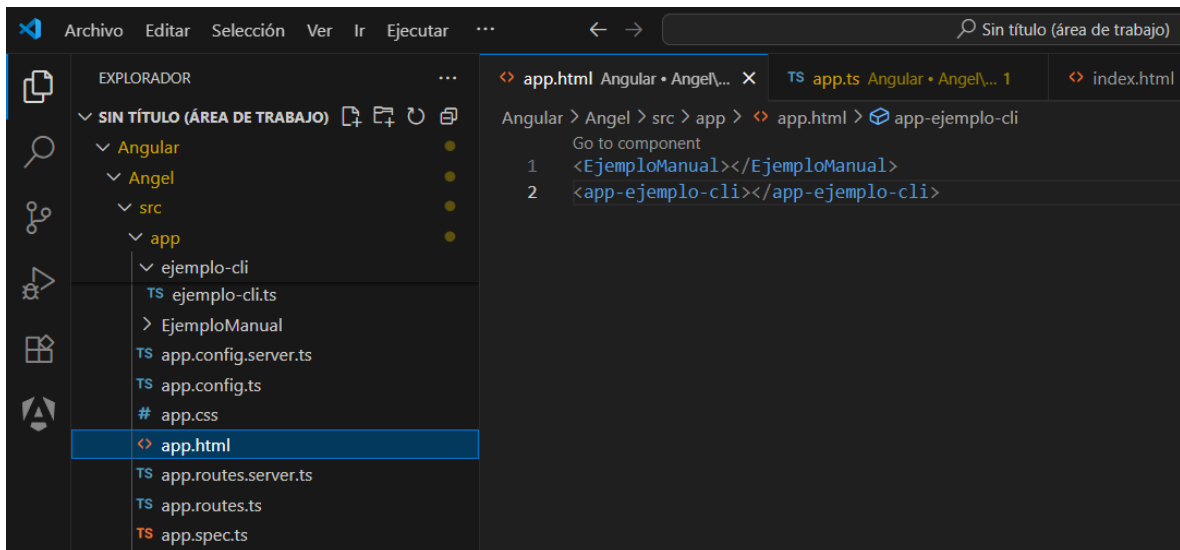 Archivo Editar Selección Ver Ir Ejecutar ··· ← → Sin título (área de trabajo)
EXPLORADOR ···
SIN TÍTULO (ÁREA DE TRABAJO)
Angular
Angel
src
app
ejemplo-cli
TS ejemplo-cli.ts
EjemploManual
TS app.config.server.ts
TS app.config.ts
# app.css
<> app.html
TS app.routes.server.ts
TS app.routes.ts
TS app.spec.ts
<> app.html Angular • Angel\... X TS app.ts Angular • Angel\... 1 <> index.html
Angular > Angel > src > app > <> app.html > app-ejemplo-cli
Go to component
1 <EjemploManual></EjemploManual>
2 <app-ejemplo-cli></app-ejemplo-cli>